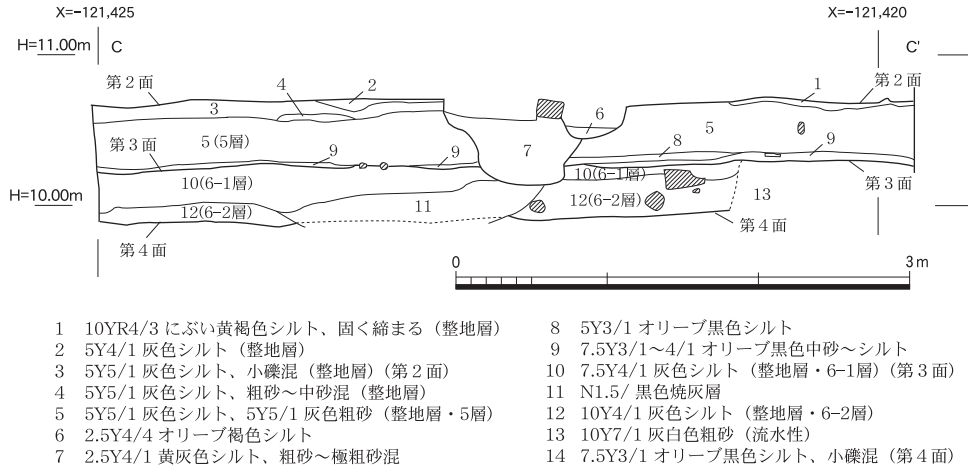 X=-121,425
X=-121,420
H=11.00m
C
C'
第2面
4
2
1
第2面
3
6
5
5 (5層)
8
9
第3面
9
9
7
10(6-1層)
10(6-1層)
第3面
H=10.00m
12(6-2層)
11
12(6-2層)
13
第4面
第4面
0
3m
1 10YR4/3 にぶい黄褐色シルト、固く締まる（整地層）
2 5Y4/1 灰色シルト（整地層）
3 5Y5/1 灰色シルト、小礫混（整地層）（第2面）
4 5Y5/1 灰色シルト、粗砂～中砂混（整地層）
5 5Y5/1 灰色シルト、5Y5/1 灰色粗砂（整地層・5層）
6 2.5Y4/4 オリーブ褐色シルト
7 2.5Y4/1 黄灰色シルト、粗砂～極粗砂混
8 5Y3/1 オリーブ黒色シルト
9 7.5Y3/1～4/1 オリーブ黒色中砂～シルト
10 7.5Y4/1 灰色シルト（整地層・6-1層）（第3面）
11 N1.5/ 黒色焼灰層
12 10Y4/1 灰色シルト（整地層・6-2層）
13 10Y7/1 灰白色粗砂（流水性）
14 7.5Y3/1 オリーブ黒色シルト、小礫混（第4面）